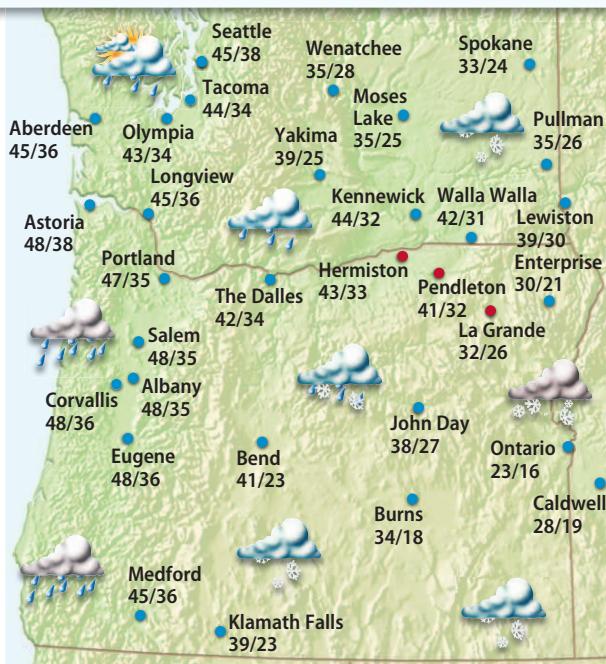 Seattle
45/38
Wenatchee
35/28
Spokane
33/24
Tacoma
44/34
Moses
Lake
35/25
Pullman
35/26
Aberdeen
45/36
Olympia
43/34
Yakima
39/25
Longview
45/36
Kennewick
44/32
Walla Walla
42/31
Lewiston
39/30
Astoria
48/38
Portland
47/35
The Dalles
42/34
Hermiston
43/33
Pendleton
41/32
Enterprise
30/21
La Grande
32/26
Salem
48/35
Albany
48/35
Corvallis
48/36
John Day
38/27
Eugene
48/36
Bend
41/23
Ontario
23/16
Burns
34/18
Caldwell
28/19
Medford
45/36
Klamath Falls
39/23